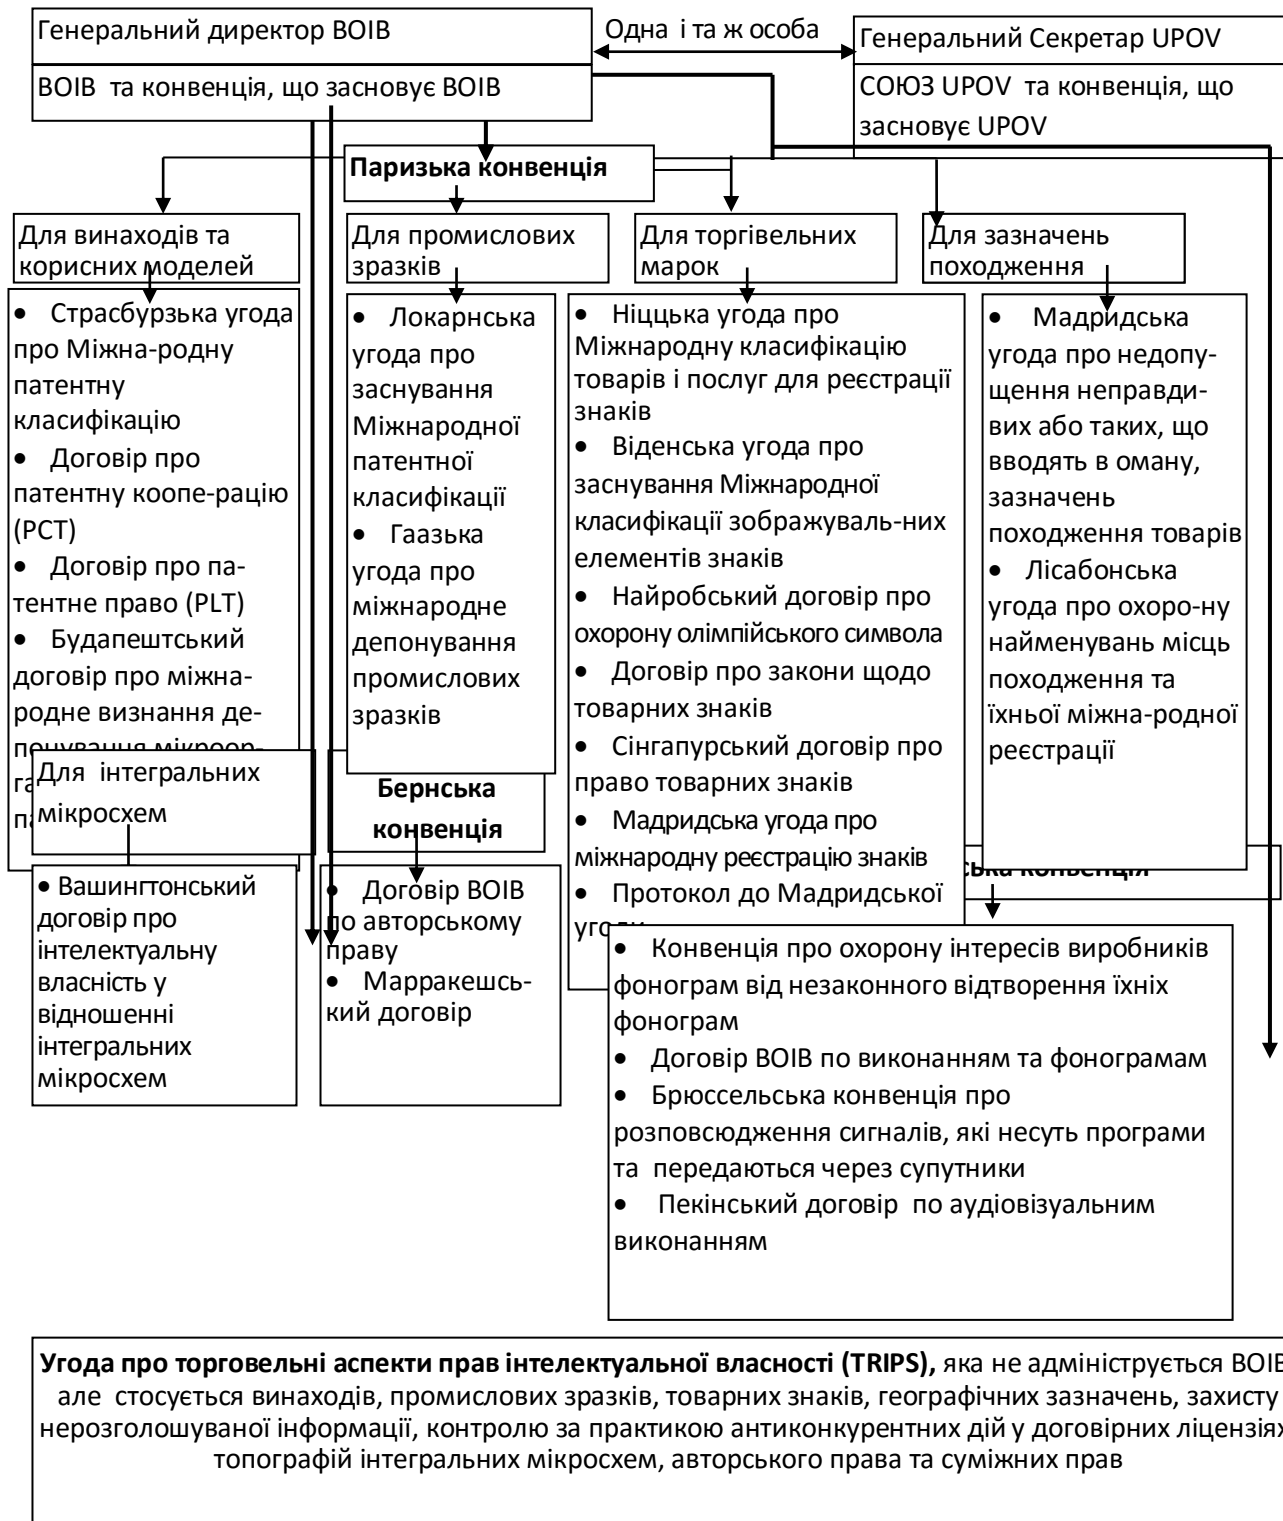 Генеральний директор ВОІВ
Одна і та ж особа
Генеральний Секретар UPOV
ВОІВ та конвенція, що засновує ВОІВ
СОЮЗ UPOV та конвенція, що
засновує UPOV
Паризька конвенція
Для винаходів та
корисних моделей
Для промислових
зразків
Для торгівельних
марок
Для зазначень
походження
• Страсбурзька угода
про Міжна-родну
патентну
класифікацію
• Договір про
патентну коопе-рацію
(PCT)
• Договір про па-
тентне право (PLT)
• Будапештський
договір про міжна-
родне визнання де-
понування мікроор-
• Локарнська
угода про
заснування
Міжнародної
патентної
класифікації
• Гаазька
угода про
міжнародне
депонування
промислових
зразків
• Ніццька угода про
Міжнародну класифікацію
товарів і послуг для реєстрації
знаків
• Віденська угода про
заснування Міжнародної
класифікації зображуваль-них
елементів знаків
• Найробський договір про
охорону олімпійського символа
• Договір про закони щодо
товарних знаків
• Сінгапурський договір про
право товарних знаків
• Мадридська угода про
міжнародну реєстрацію знаків
• Протокол до Мадридської
угоди
• Мадридська
угода про недопу-
щення неправди-
вих або таких, що
вводять в оману,
зазначень
походження товарів
• Лісабонська
угода про охоро-ну
найменувань місць
походження та
їхньої міжна-родної
реєстрації
Для інтегральних
мікросхем
Бернська
конвенція
конвенція
• Вашингтонський
договір про
інтелектуальну
власність у
відношенні
інтегральних
мікросхем
• Договір ВОІВ
по авторському
праву
• Марракешсь-
кий договір
• Конвенція про охорону інтересів виробників
фонограм від незаконного відтворення їхніх
фонограм
• Договір ВОІВ по виконанням та фонограмам
• Брюссельська конвенція про
розповсюдження сигналів, які несуть програми
та передаються через супутники
• Пекінський договір по аудіовізуальним
виконанням
Угода про торговельні аспекти прав інтелектуальної власності (TRIPS), яка не адмініструється ВОІВ
але стосується винаходів, промислових зразків, товарних знаків, географічних зазначень, захисту
нерозголошуваної інформації, контролю за практикою антиконкурентних дій у договірних ліцензіях
топографій інтегральних мікросхем, авторського права та суміжних прав